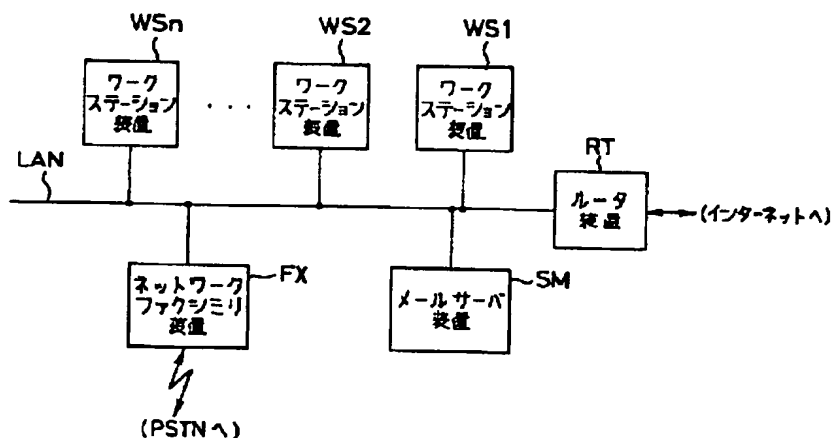 WSn
WS2
WS1
ワーク
ステーション
装置
. . .
ワーク
ステーション
装置
ワーク
ステーション
装置
LAN
RT
ルータ
装置
(インターネットへ)
ネットワーク
ファクシミリ
装置
FX
メールサーバ
装置
SM
(PSTNへ)